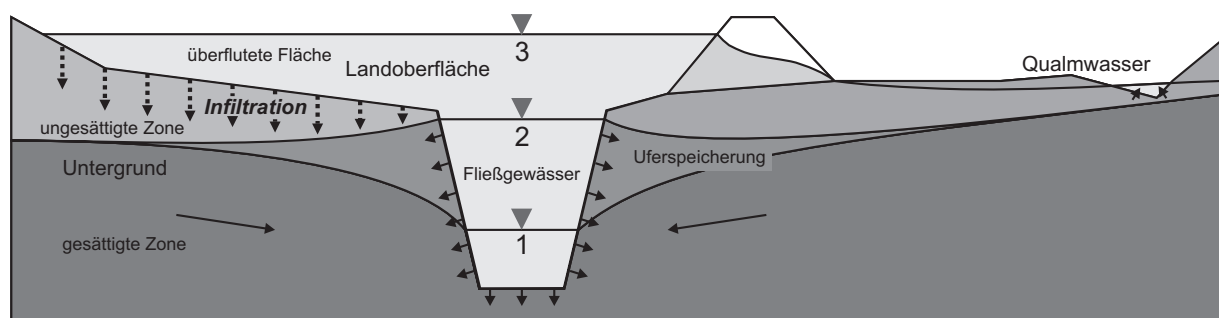 3
überflutete Fläche
Landoberfläche
Qualmwasser
Infiltration
ungesättigte Zone
2
Uferspeicherung
Untergrund
Fließgewässer
1
gesättigte Zone